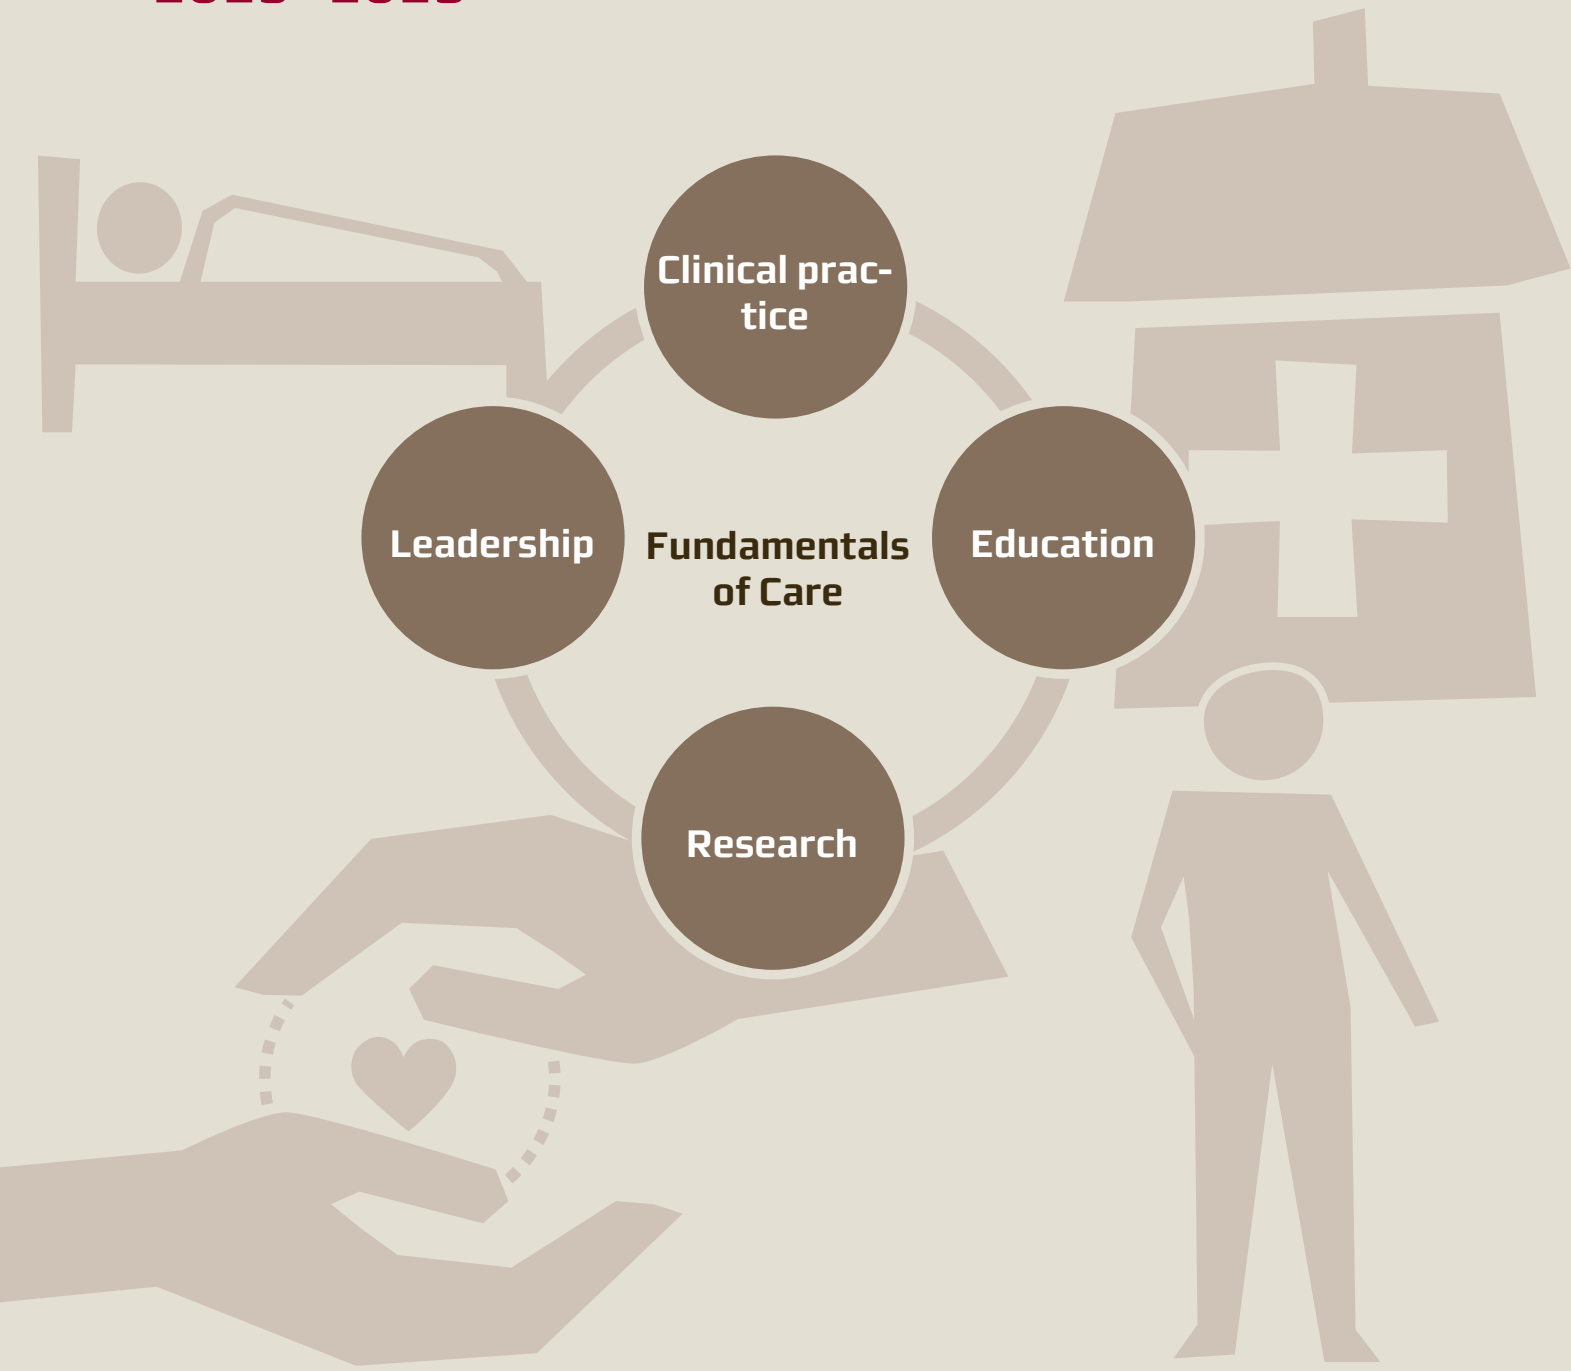 Clinical prac-
tice
Leadership
Fundamentals
of Care
Education
Research